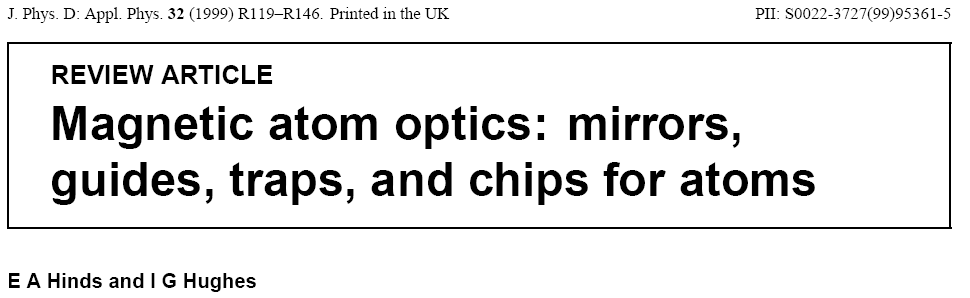 J. Phys. D: Appl. Phys. 32 (1999) R119–R146. Printed in the UK PII: S0022-3727(99)95361-5
REVIEW ARTICLE
Magnetic atom optics: mirrors,
guides, traps, and chips for atoms
E A Hinds and I G Hughes